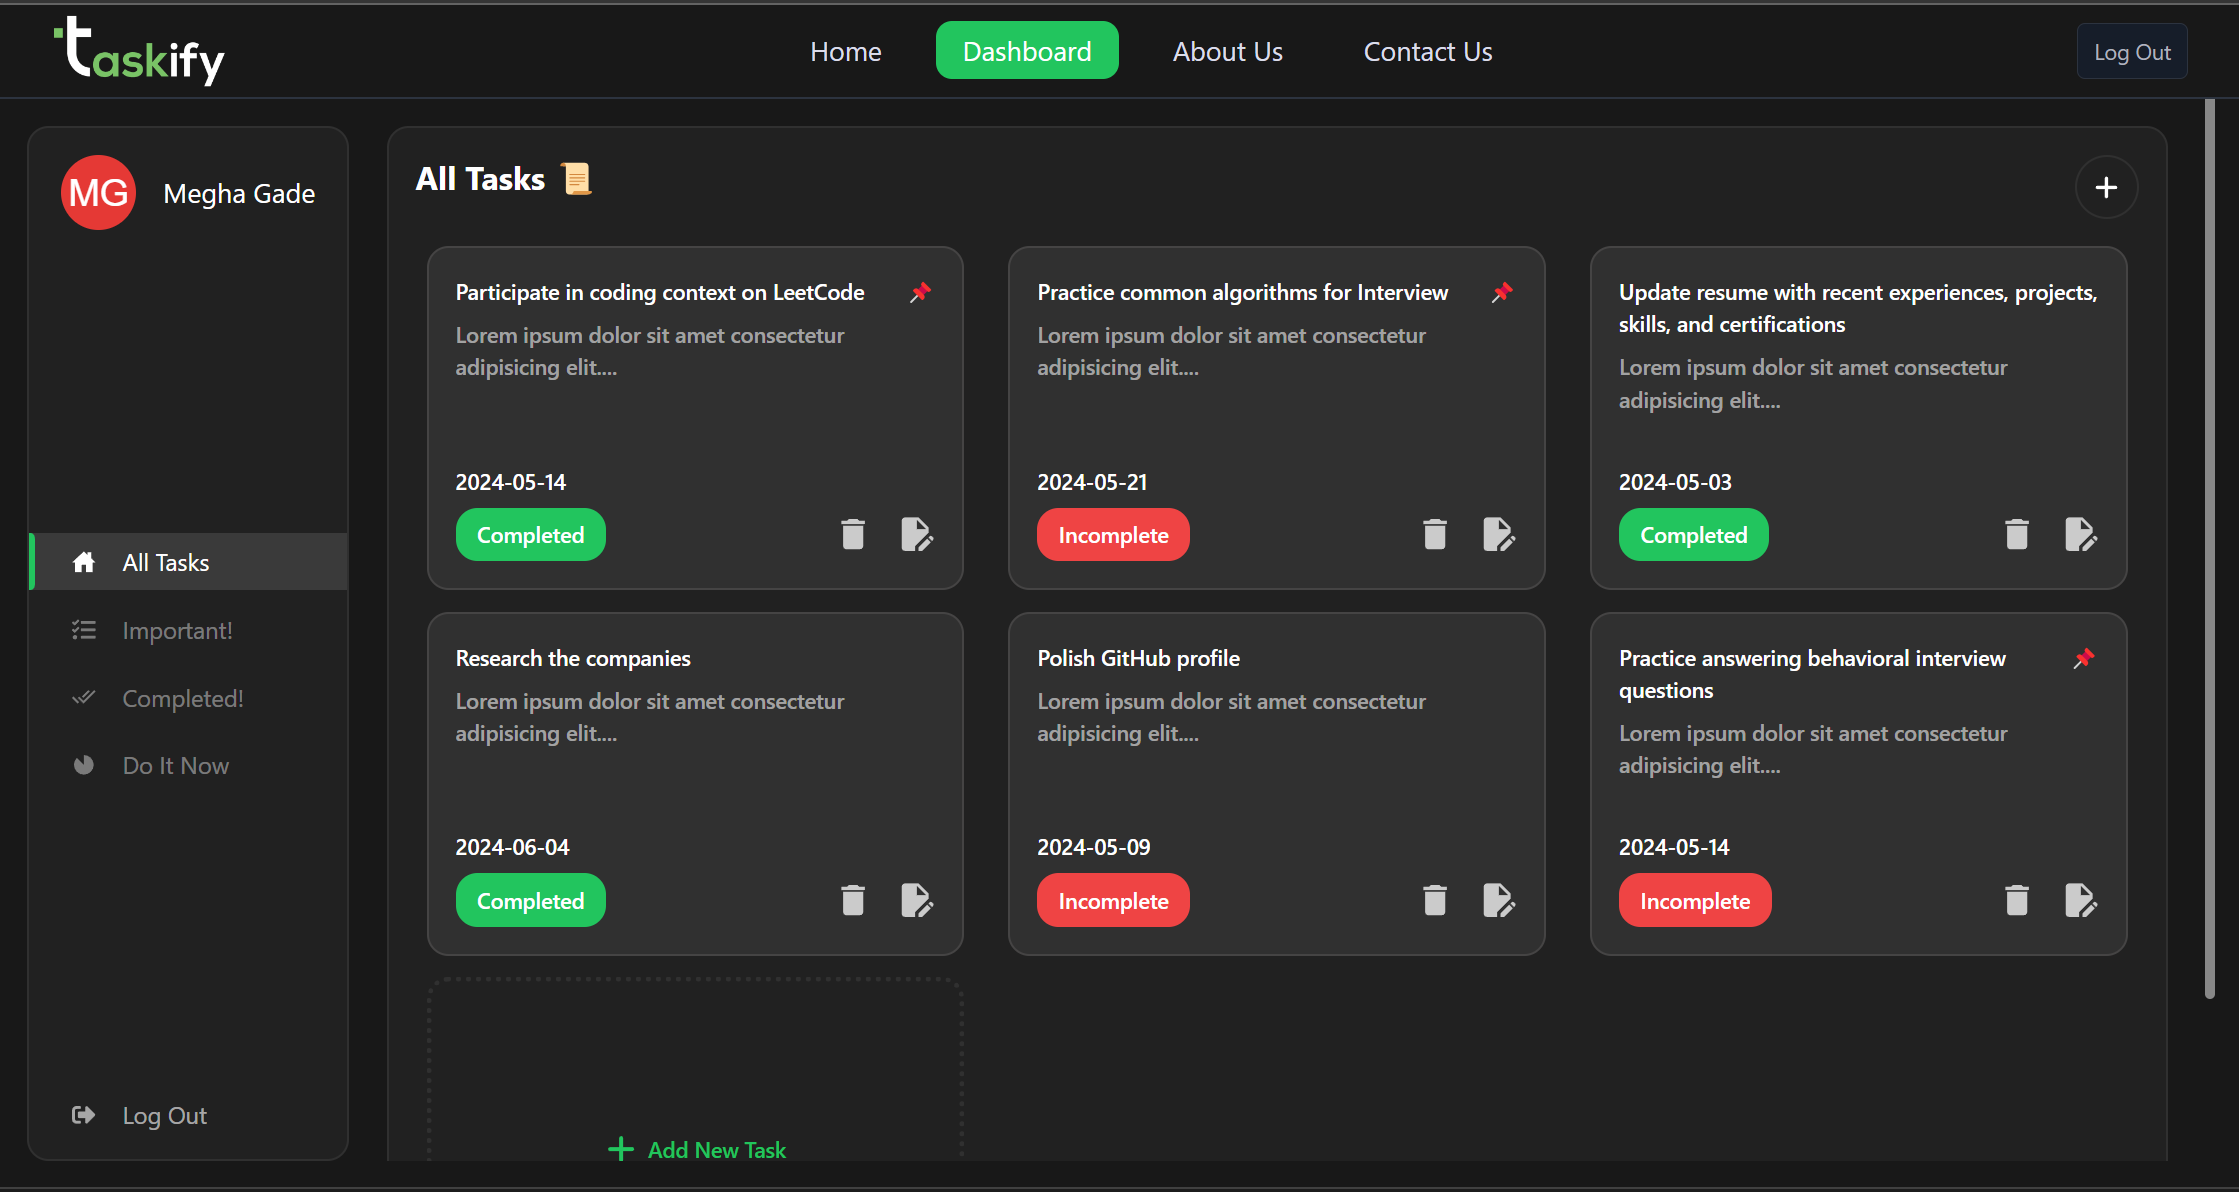 taskify
Home
Dashboard
About Us
Contact Us
Log Out
MG
Megha Gade
All Tasks
Important!
Completed!
Do It Now
Log Out
All Tasks
Participate in coding context on LeetCode
Lorem ipsum dolor sit amet consectetur
adipisicing elit....
2024-05-14
Completed
Practice common algorithms for Interview
Lorem ipsum dolor sit amet consectetur
adipisicing elit....
2024-05-21
Incomplete
Update resume with recent experiences, projects,
skills, and certifications
Lorem ipsum dolor sit amet consectetur
adipisicing elit....
2024-05-03
Completed
Research the companies
Lorem ipsum dolor sit amet consectetur
adipisicing elit....
2024-06-04
Completed
Polish GitHub profile
Lorem ipsum dolor sit amet consectetur
adipisicing elit....
2024-05-09
Incomplete
Practice answering behavioral interview
questions
Lorem ipsum dolor sit amet consectetur
adipisicing elit....
2024-05-14
Incomplete
Add New Task